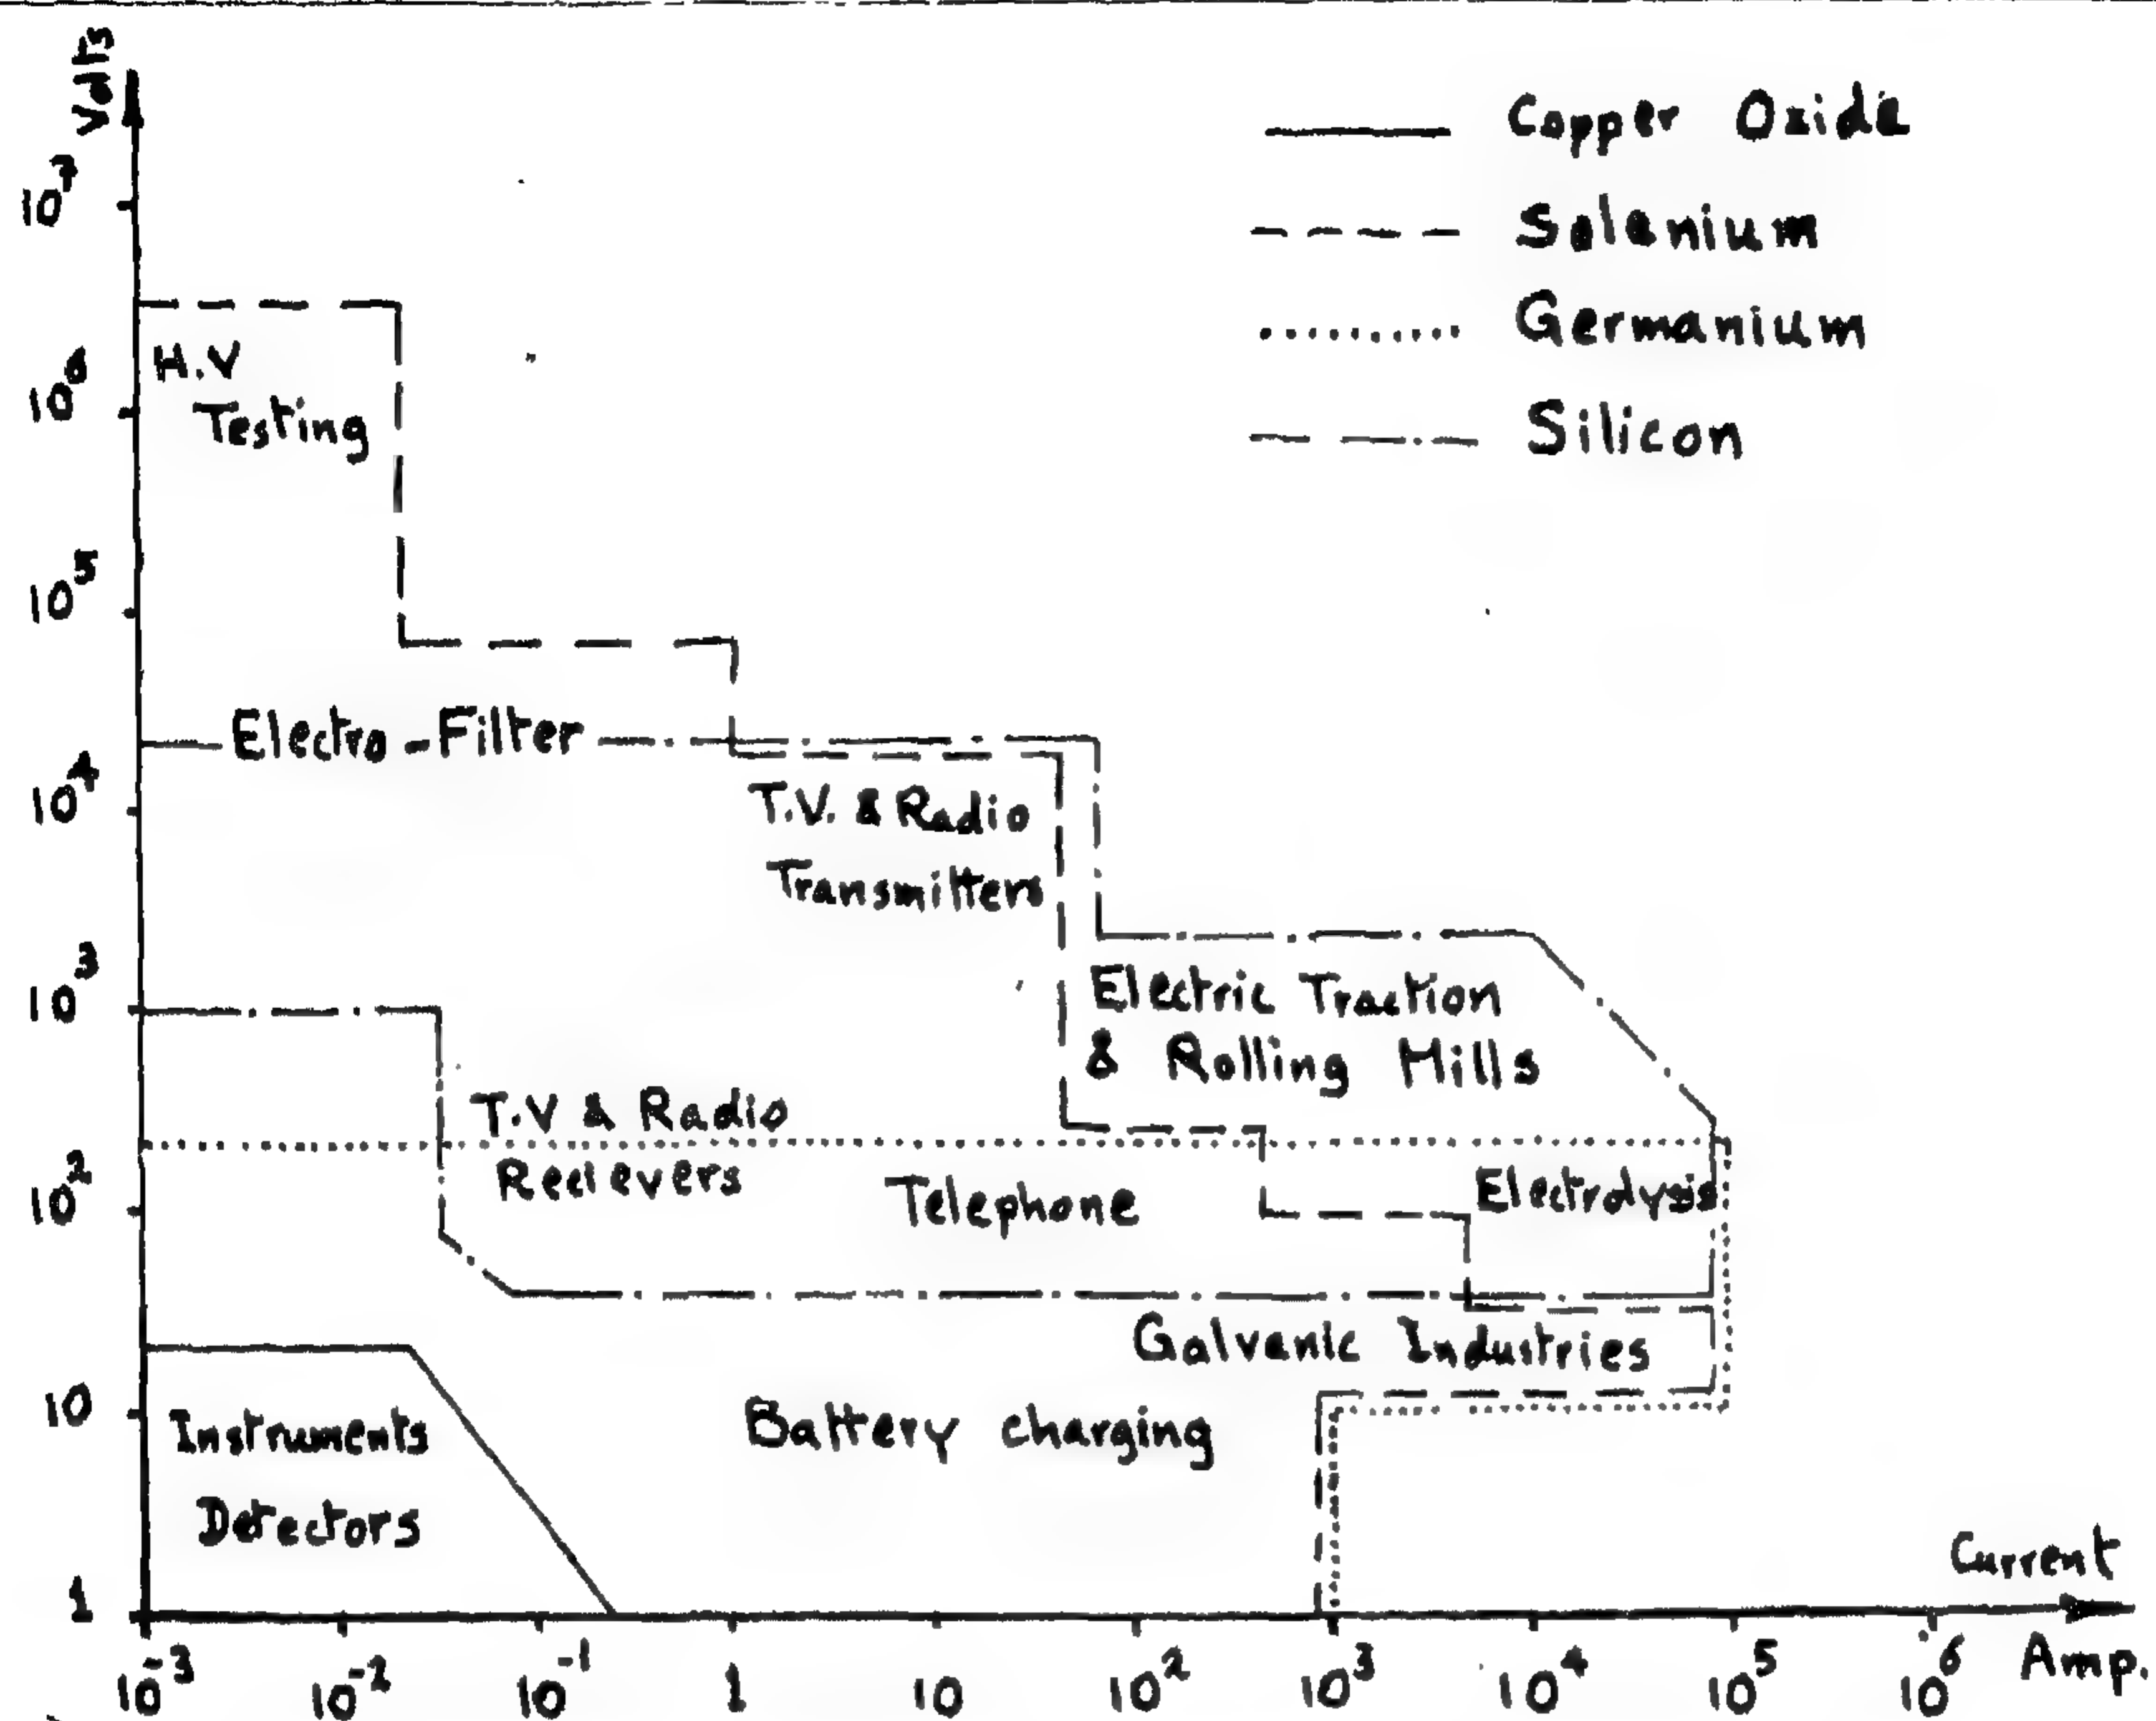 Volts
10⁷
10⁶
10⁵
10⁴
10³
10²
10
1
Copper Oxide
Selenium
Germanium
Silicon
H.V
Testing
Electro-Filter
T.V. & Radio
Transmitters
Electric Traction
& Rolling Mills
T.V & Radio
Recievers
Telephone
Electrolysis
Galvanic Industries
Battery charging
Instruments
Detectors
Current
Amp.
10⁻³ 10⁻² 10⁻¹ 1 10 10² 10³ 10⁴ 10⁵ 10⁶